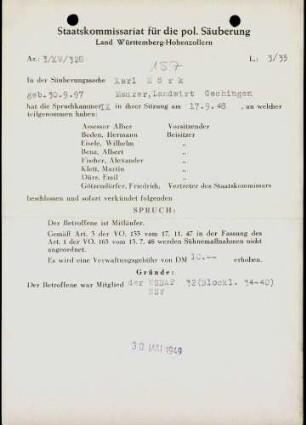 Staatskommissariat für die pol. Säuberung
Land Württemberg-Hohenzollern
Az.: 3/XV/328
L.: 3/33
157
In der Säuberungssache Karl Mörk
geb. 30.9.97 Maurer, Landwirt Oechingen
hat die Spruchkammer IX in ihrer Sitzung am 17.9.48 , an welcher
teilgenommen haben:
Assessor Alber Vorsitzender
Beden, Hermann Beisitzer
Eisele, Wilhelm "
Benz, Albert "
Fischer, Alexander "
Klett, Martin "
Dürr, Emil "
Götzendörfer, Friedrich, Vertreter des Staatskommissars
beschlossen und sofort verkündet folgenden
SPRUCH:
Der Betroffene ist Mitläufer.
Gemäß Art. 3 der VO. 133 vom 17. 11. 47 in der Fassung des
Art. 1 der VO. 165 vom 13. 7. 48 werden Sühnemaßnahmen nicht
angeordnet.
Es wird eine Verwaltungsgebühr von DM 10.-- erhoben.
Gründe:
Der Betroffene war Mitglied der NSDAP 32(Blockl. 34-40)
NSV
30. MAI 1949